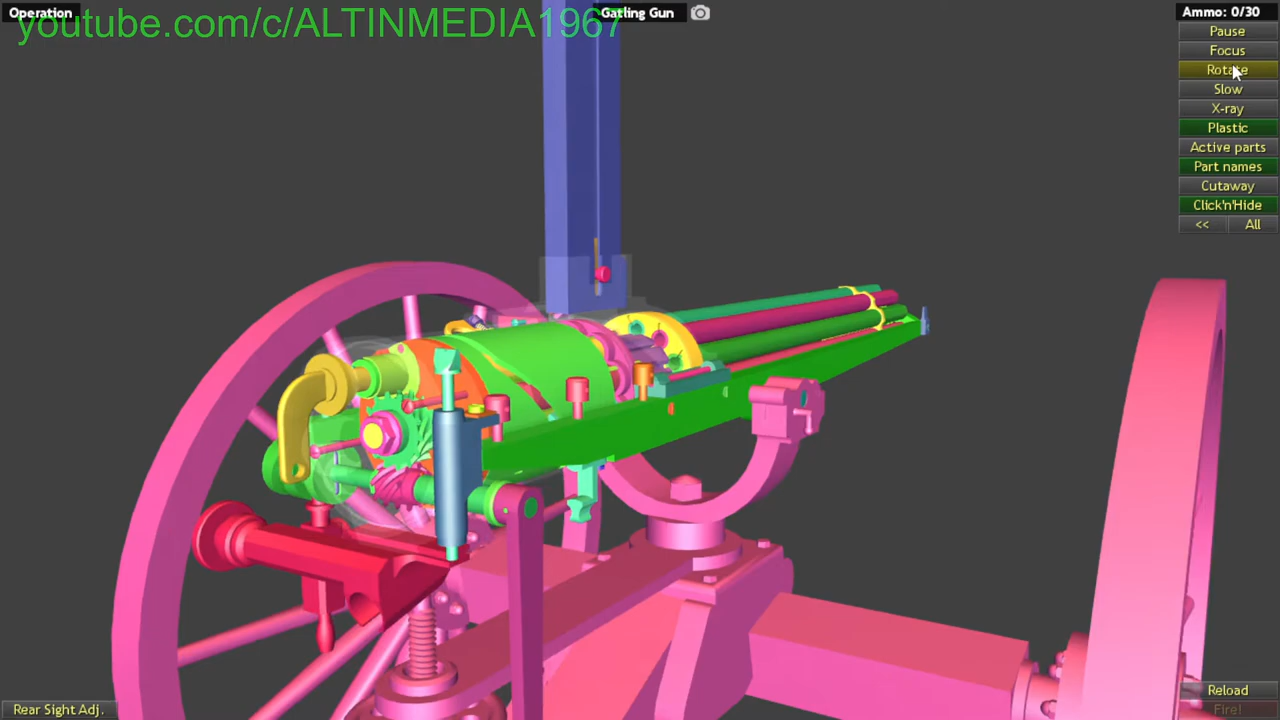 Operation
youtube.com/c/ALTINMEDIA1967
Gatling Gun
Ammo: 0/30
Pause
Focus
Rotate
Slow
X-ray
Plastic
Active parts
Part names
Cutaway
Click'n'Hide
<< All
Rear Sight Adj.
Reload
Fire!